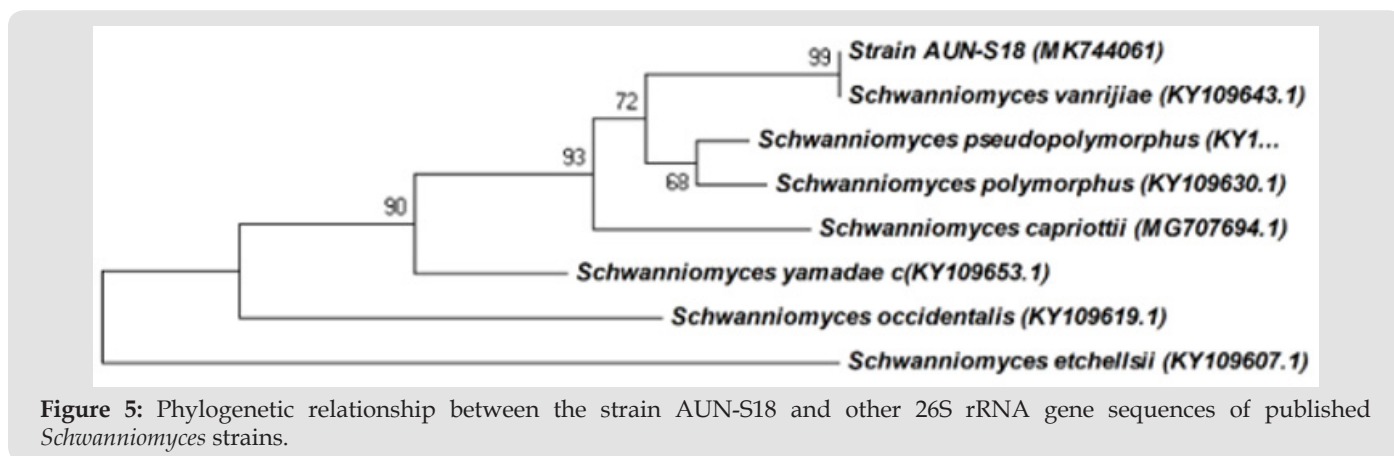 99
Strain AUN-S18 (MK744061)
Schwanniomyces vanrijiae (KY109643.1)
72
Schwanniomyces pseudopolymorphus (KY1...
93
68
Schwanniomyces polymorphus (KY109630.1)
90
Schwanniomyces capriottii (MG707694.1)
Schwanniomyces yamadae c(KY109653.1)
Schwanniomyces occidentalis (KY109619.1)
Schwanniomyces etchellsii (KY109607.1)
Figure 5: Phylogenetic relationship between the strain AUN-S18 and other 26S rRNA gene sequences of published
Schwanniomyces strains.